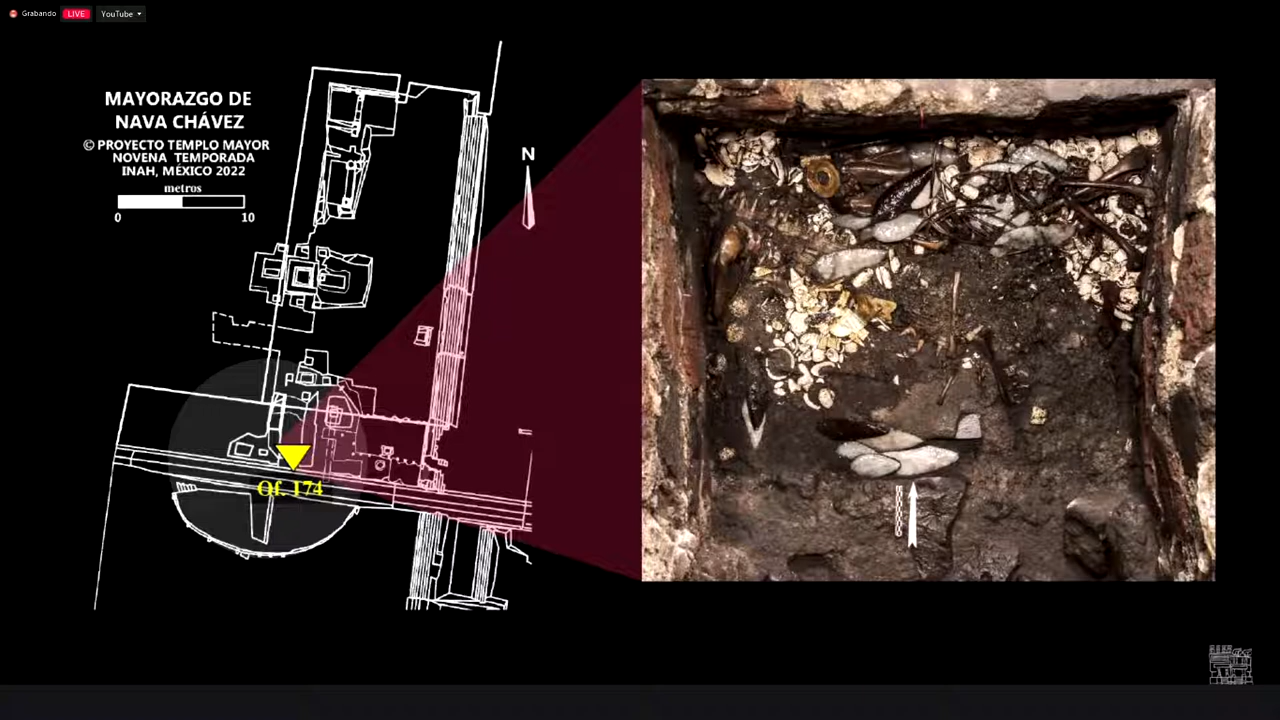 Grabando
LIVE
YouTube
MAYORAZGO DE
NAVA CHÁVEZ
© PROYECTO TEMPLO MAYOR
NOVENA TEMPORADA
INAH, MÉXICO 2022
metros
0 10
N
Of. 174